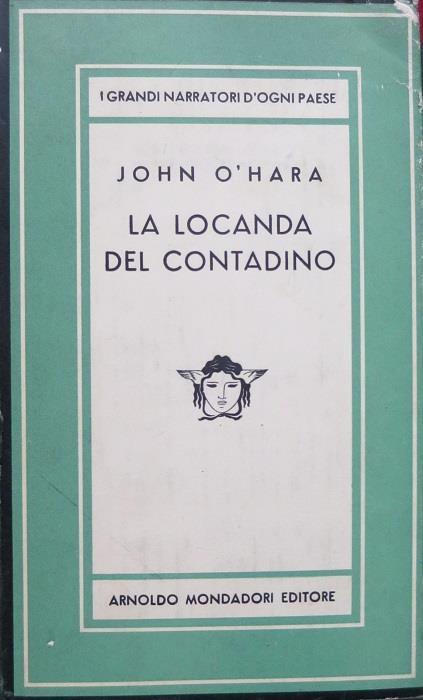 I GRANDI NARRATORI D'OGNI PAESE
JOHN O'HARA
LA LOCANDA
DEL CONTADINO
ARNOLDO MONDADORI EDITORE